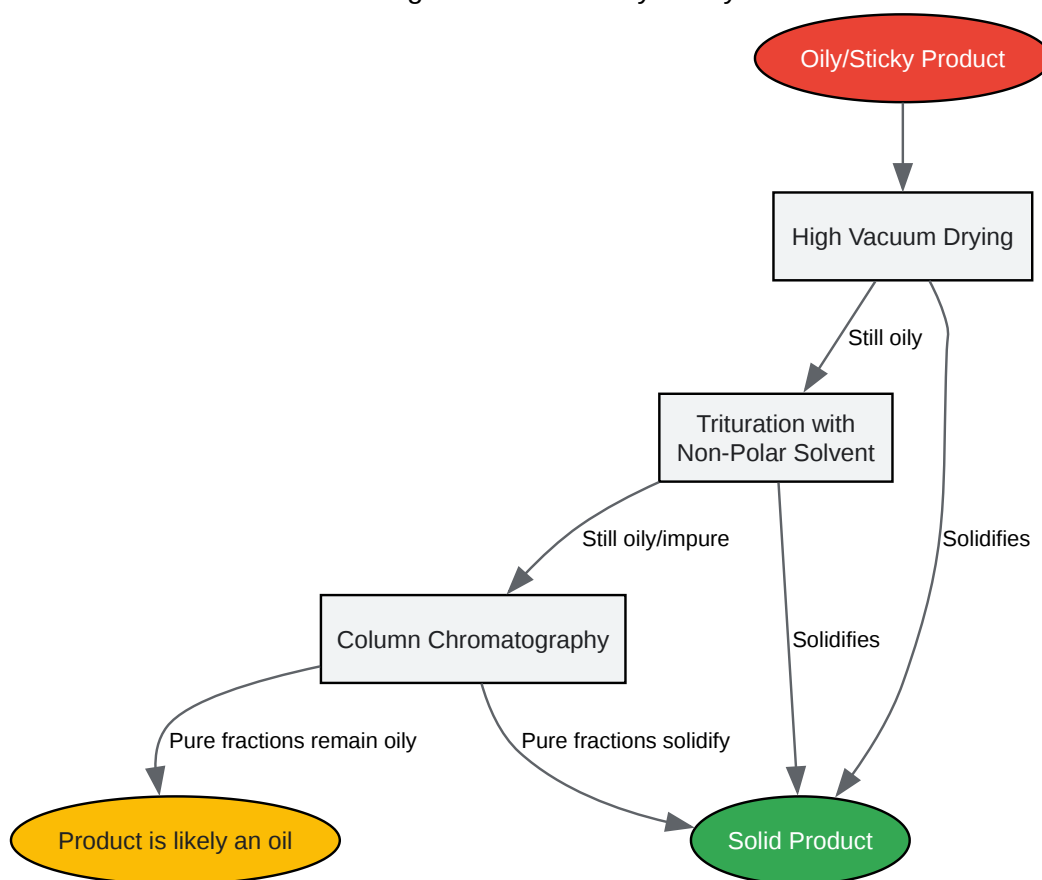 Oily/Sticky Product
High Vacuum Drying
Still oily
Trituration with
Non-Polar Solvent
Still oily/impure
Solidifies
Solidifies
Column Chromatography
Pure fractions remain oily
Pure fractions solidify
Product is likely an oil
Solid Product